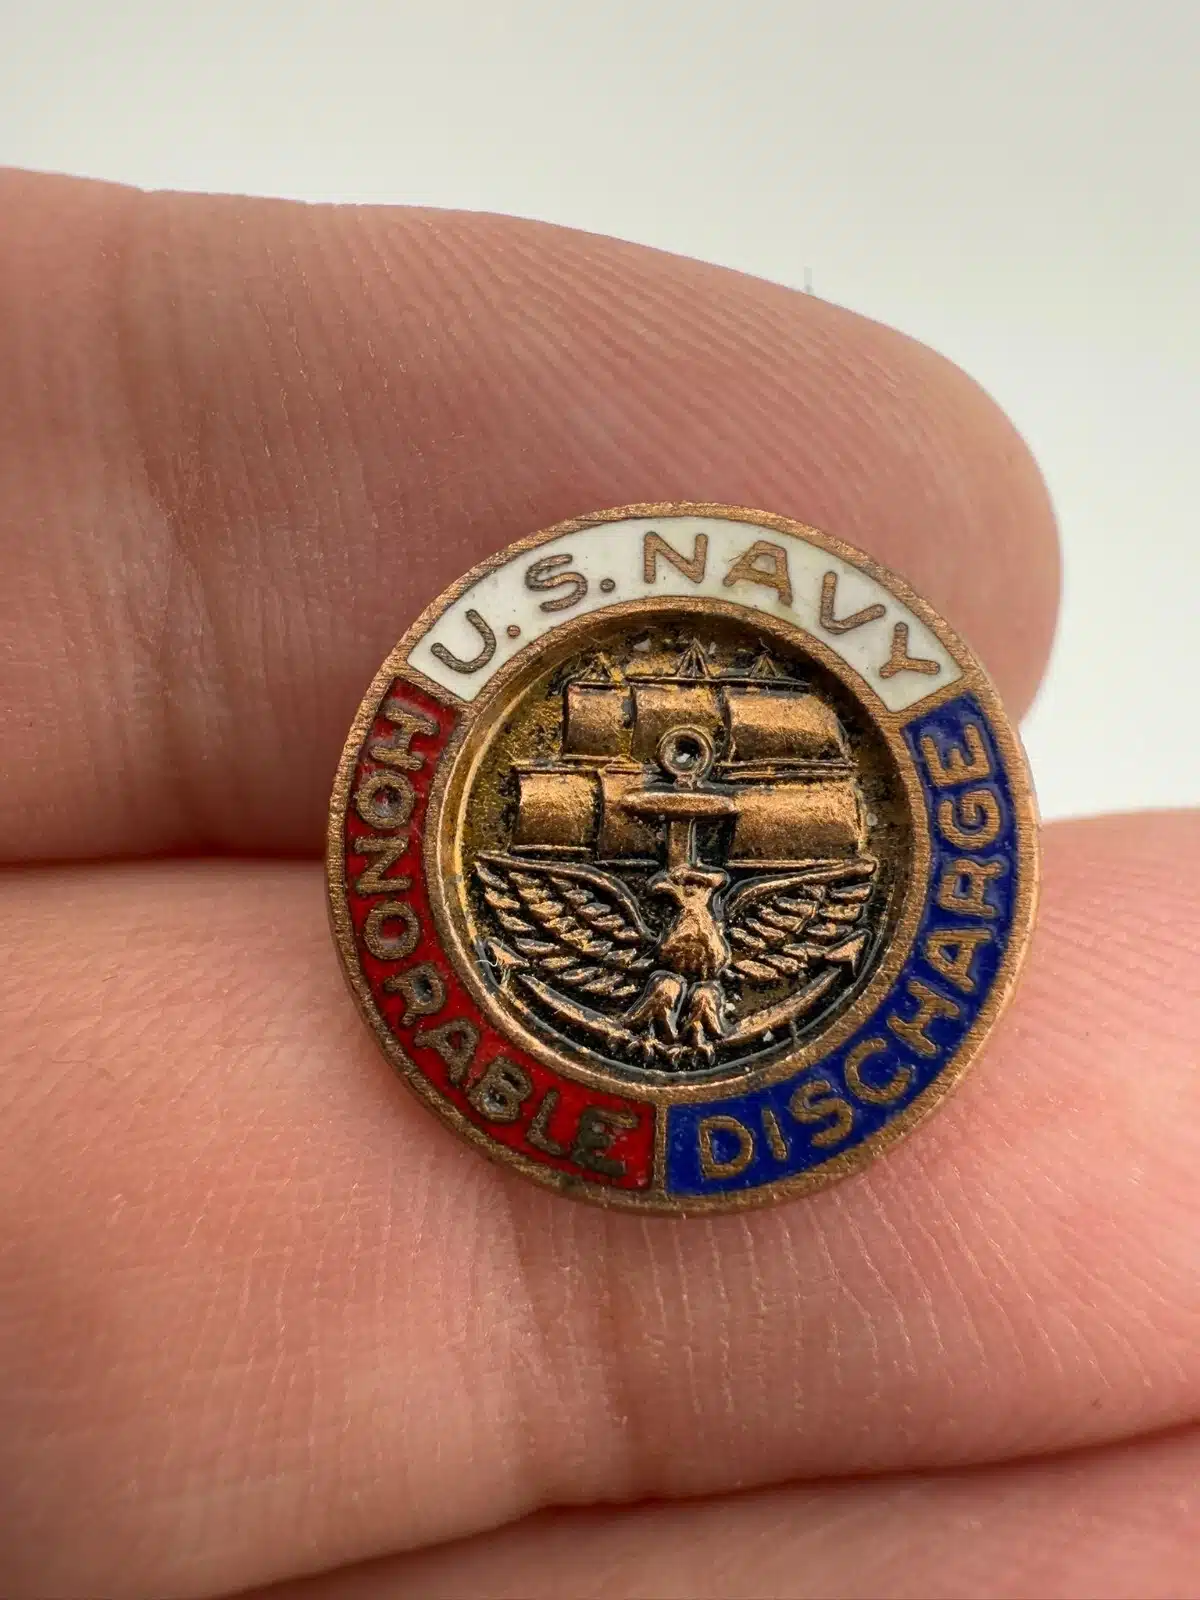 U.S. NAVY
HONORABLE
DISCHARGE